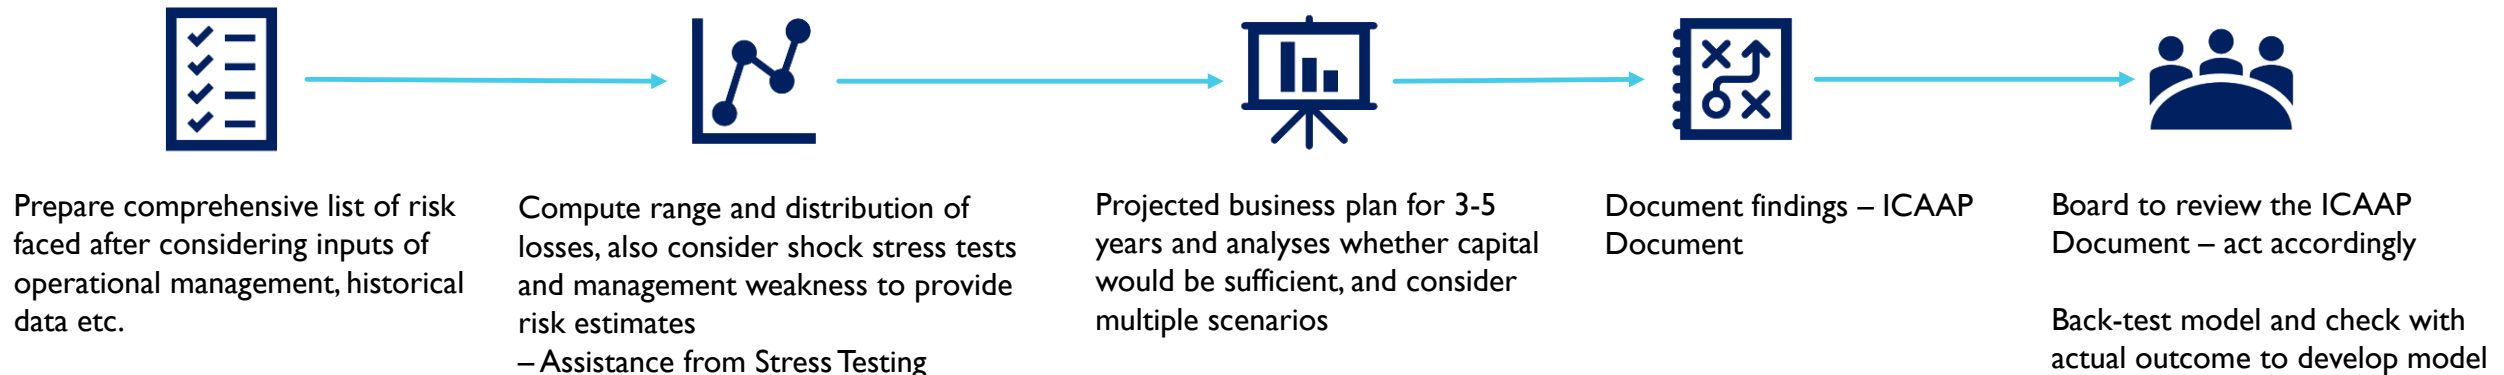 Prepare comprehensive list of risk
faced after considering inputs of
operational management, historical
data etc.
Compute range and distribution of
losses, also consider shock stress tests
and management weakness to provide
risk estimates
– Assistance from Stress Testing
Projected business plan for 3-5
years and analyses whether capital
would be sufficient, and consider
multiple scenarios
Document findings – ICAAP
Document
Board to review the ICAAP
Document – act accordingly
Back-test model and check with
actual outcome to develop model